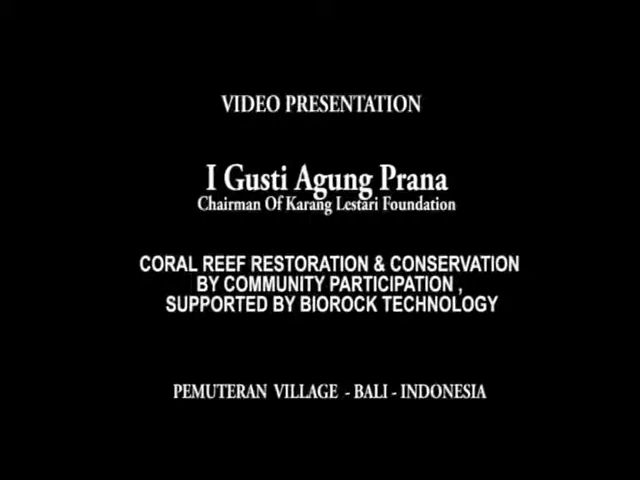 VIDEO PRESENTATION
I Gusti Agung Prana
Chairman Of Karang Lestari Foundation
CORAL REEF RESTORATION & CONSERVATION
BY COMMUNITY PARTICIPATION ,
SUPPORTED BY BIOROCK TECHNOLOGY
PEMUTERAN VILLAGE - BALI - INDONESIA